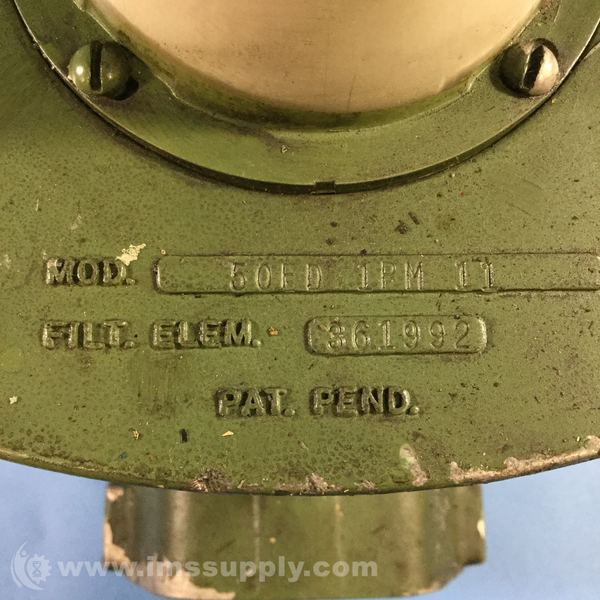 MOD. 50FD 1PM 11
FILT. ELEM. 361992
PAT. PEND.
www.imssupply.com